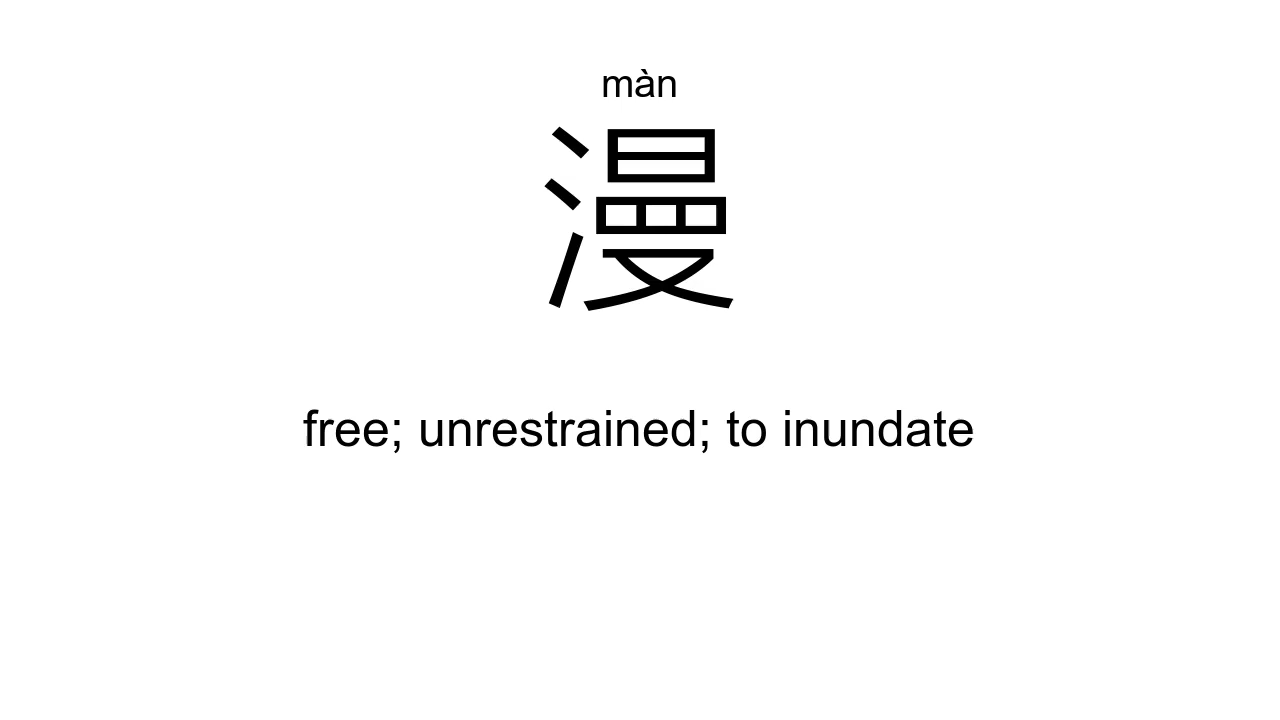 màn
漫
free; unrestrained; to inundate